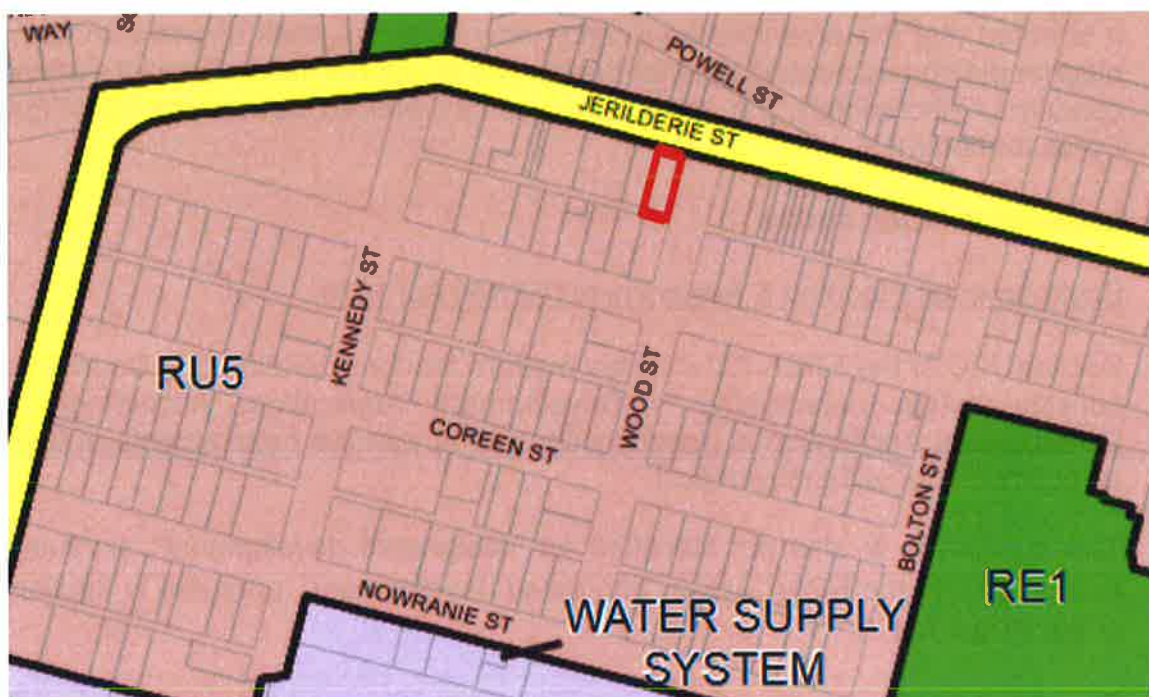 WAY
POWELL ST
JERILDERIE ST
KENNEDY ST
RU5
WOOD ST
COREEN ST
BOLTON ST
RE1
NOWRANIE ST
WATER SUPPLY
SYSTEM